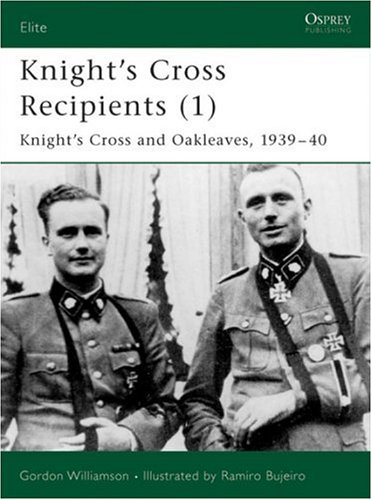 Elite
OSPREY
PUBLISHING
Knight's Cross
Recipients (1)
Knight's Cross and Oakleaves, 1939–40
Gordon Williamson • Illustrated by Ramiro Bujeiro